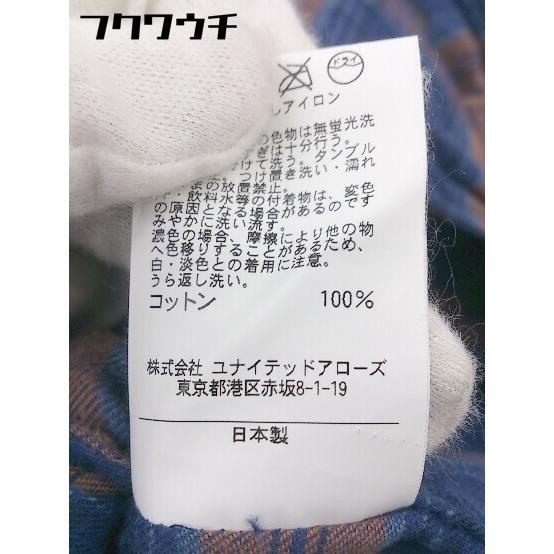 フクワウチ
ドライ
しアイロン
の色物は無蛍光洗
ぎは十分行う。
けて洗う。タンブル
つけ置き洗い・濡れ
の放置禁止。
・飲料水等の付着物は、変色
の原因となる場合があるのです
みやかに洗い流す。
濃色の場合、摩擦により他の物
へ色移りすることがあるため、
白・淡色との着用に注意。
うら返し洗い。
コットン 100%
株式会社 ユナイテッドアローズ
東京都港区赤坂8-1-19
日本製